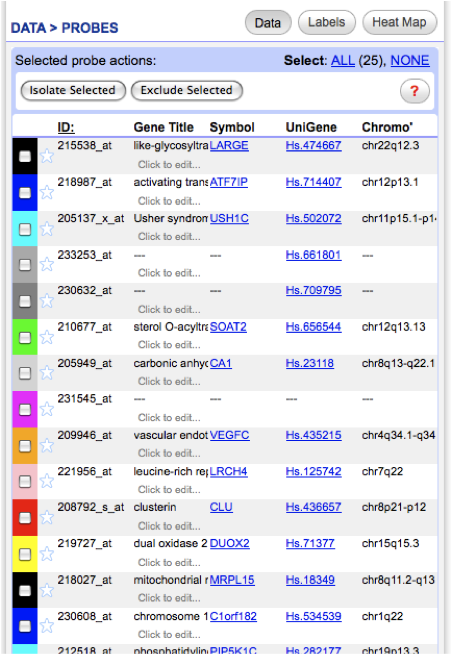 DATA > PROBES
Data
Labels
Heat Map
Selected probe actions:
Select: ALL (25), NONE
Isolate Selected
Exclude Selected
?
ID: Gene Title Symbol UniGene Chromo'
215538_at like-glycosyltra LARGE Hs.474667 chr22q12.3
Click to edit...
218987_at activating trans ATF7IP Hs.714407 chr12p13.1
Click to edit...
205137_x_at Usher syndrom USH1C Hs.502072 chr11p15.1-p14
Click to edit...
233253_at --- --- Hs.661801 ---
Click to edit...
230632_at --- --- Hs.709795 ---
Click to edit...
210677_at sterol O-acyltra SOAT2 Hs.656544 chr12q13.13
Click to edit...
205949_at carbonic anhyc CA1 Hs.23118 chr8q13-q22.1
Click to edit...
231545_at --- --- --- ---
Click to edit...
209946_at vascular endot VEGFC Hs.435215 chr4q34.1-q34
Click to edit...
221956_at leucine-rich rep LRCH4 Hs.125742 chr7q22
Click to edit...
208792_s_at clusterin CLU Hs.436657 chr8p21-p12
Click to edit...
219727_at dual oxidase 2 DUOX2 Hs.71377 chr15q15.3
Click to edit...
218027_at mitochondrial r MRPL15 Hs.18349 chr8q11.2-q13
Click to edit...
230608_at chromosome 1 C1orf182 Hs.534539 chr1q22
Click to edit...
212518_at phosphatidylin PIP5K1C Hs.282177 chr19p13.3